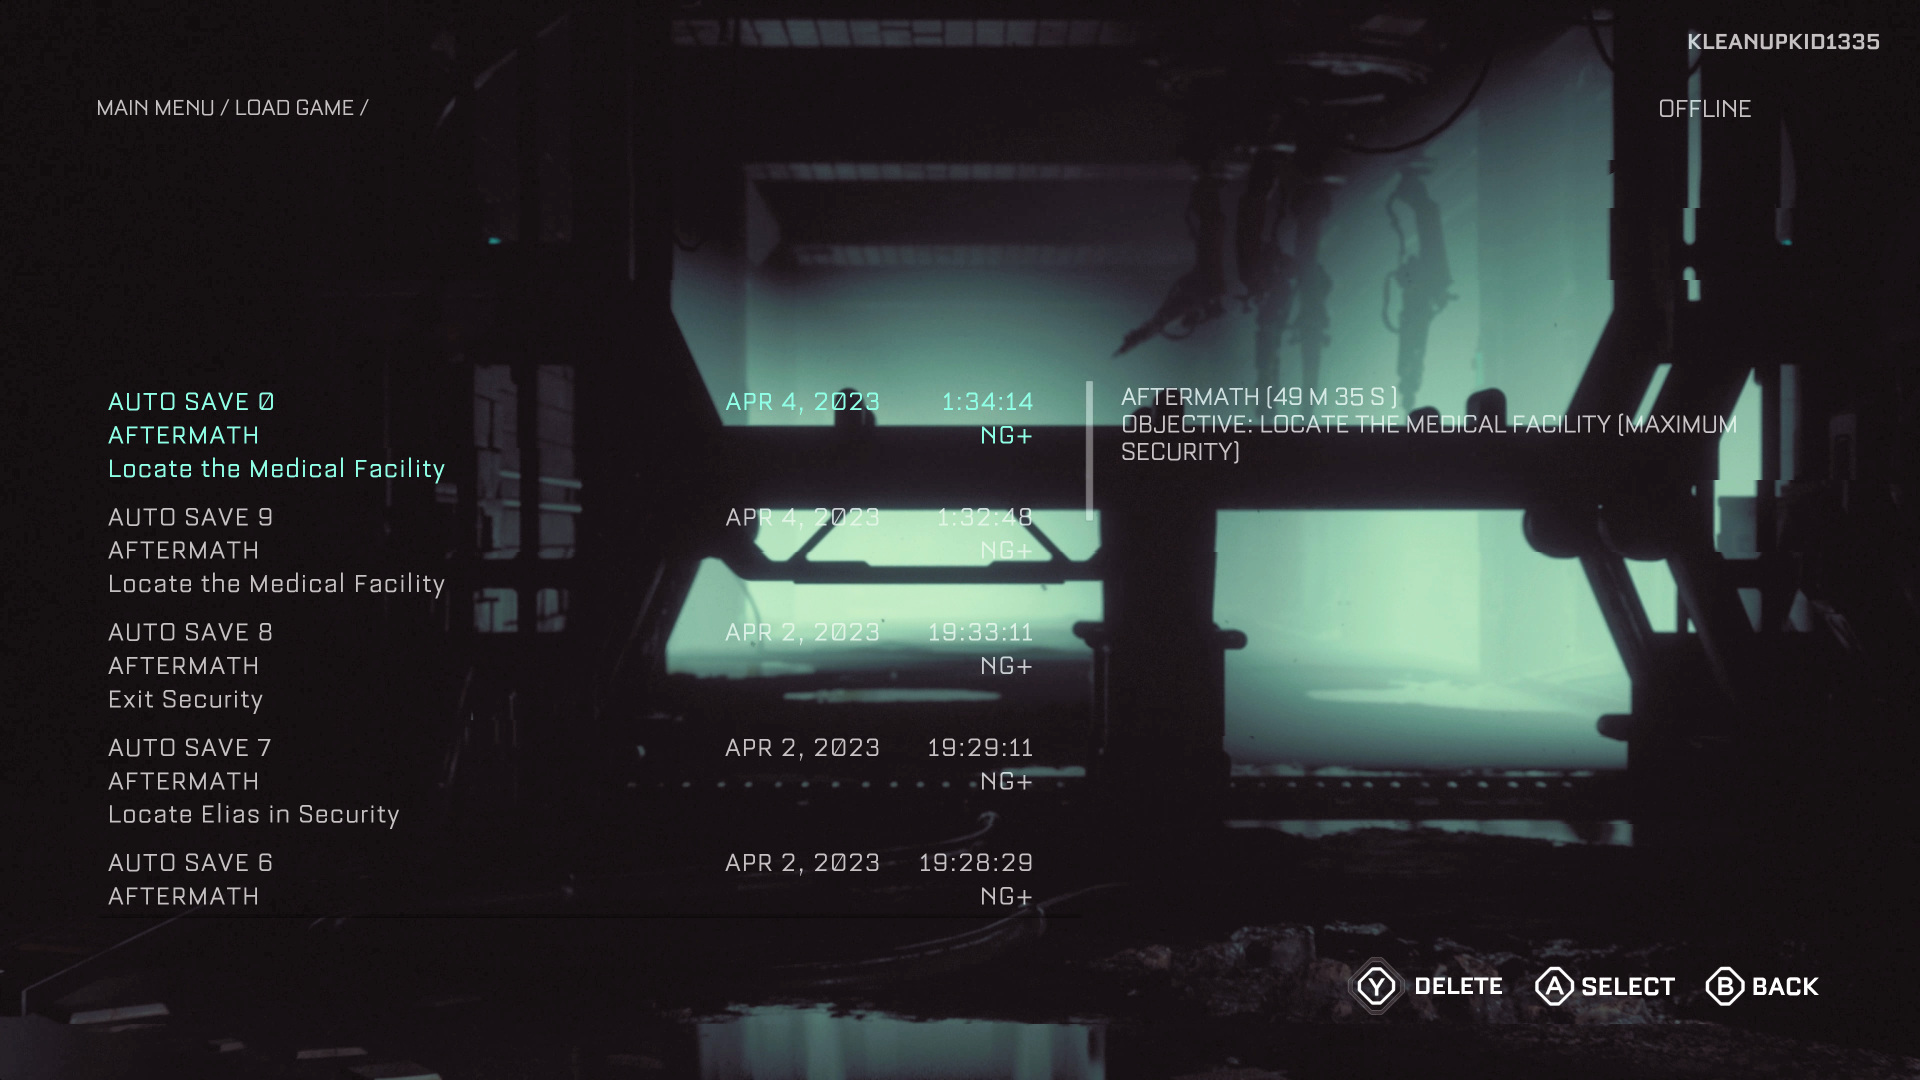 KLEANUPKID1335
MAIN MENU / LOAD GAME /
OFFLINE
AUTO SAVE 0 APR 4, 2023 1:34:14
AFTERMATH NG+
Locate the Medical Facility
AUTO SAVE 9 APR 4, 2023 1:32:48
AFTERMATH NG+
Locate the Medical Facility
AUTO SAVE 8 APR 2, 2023 19:33:11
AFTERMATH NG+
Exit Security
AUTO SAVE 7 APR 2, 2023 19:29:11
AFTERMATH NG+
Locate Elias in Security
AUTO SAVE 6 APR 2, 2023 19:28:29
AFTERMATH NG+
AFTERMATH (49 M 35 S )
OBJECTIVE: LOCATE THE MEDICAL FACILITY (MAXIMUM
SECURITY)
Y DELETE A SELECT B BACK